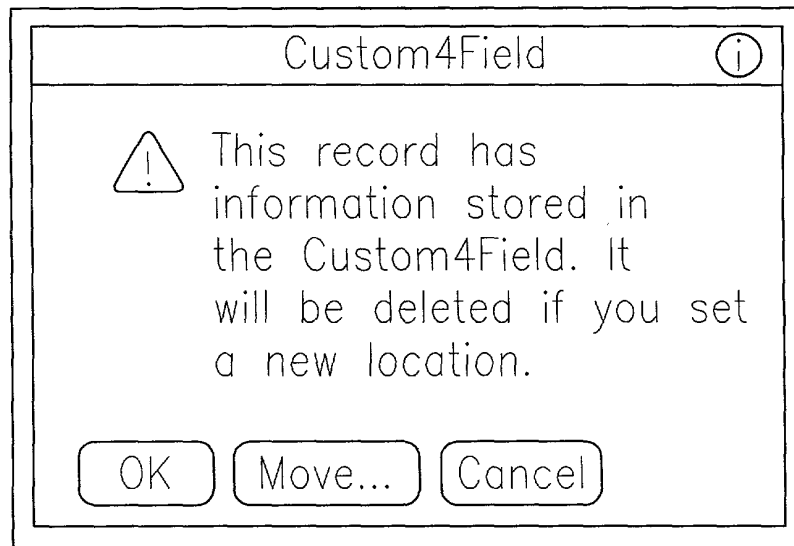 Custom4Field i
! This record has
information stored in
the Custom4Field. It
will be deleted if you set
a new location.
OK Move... Cancel